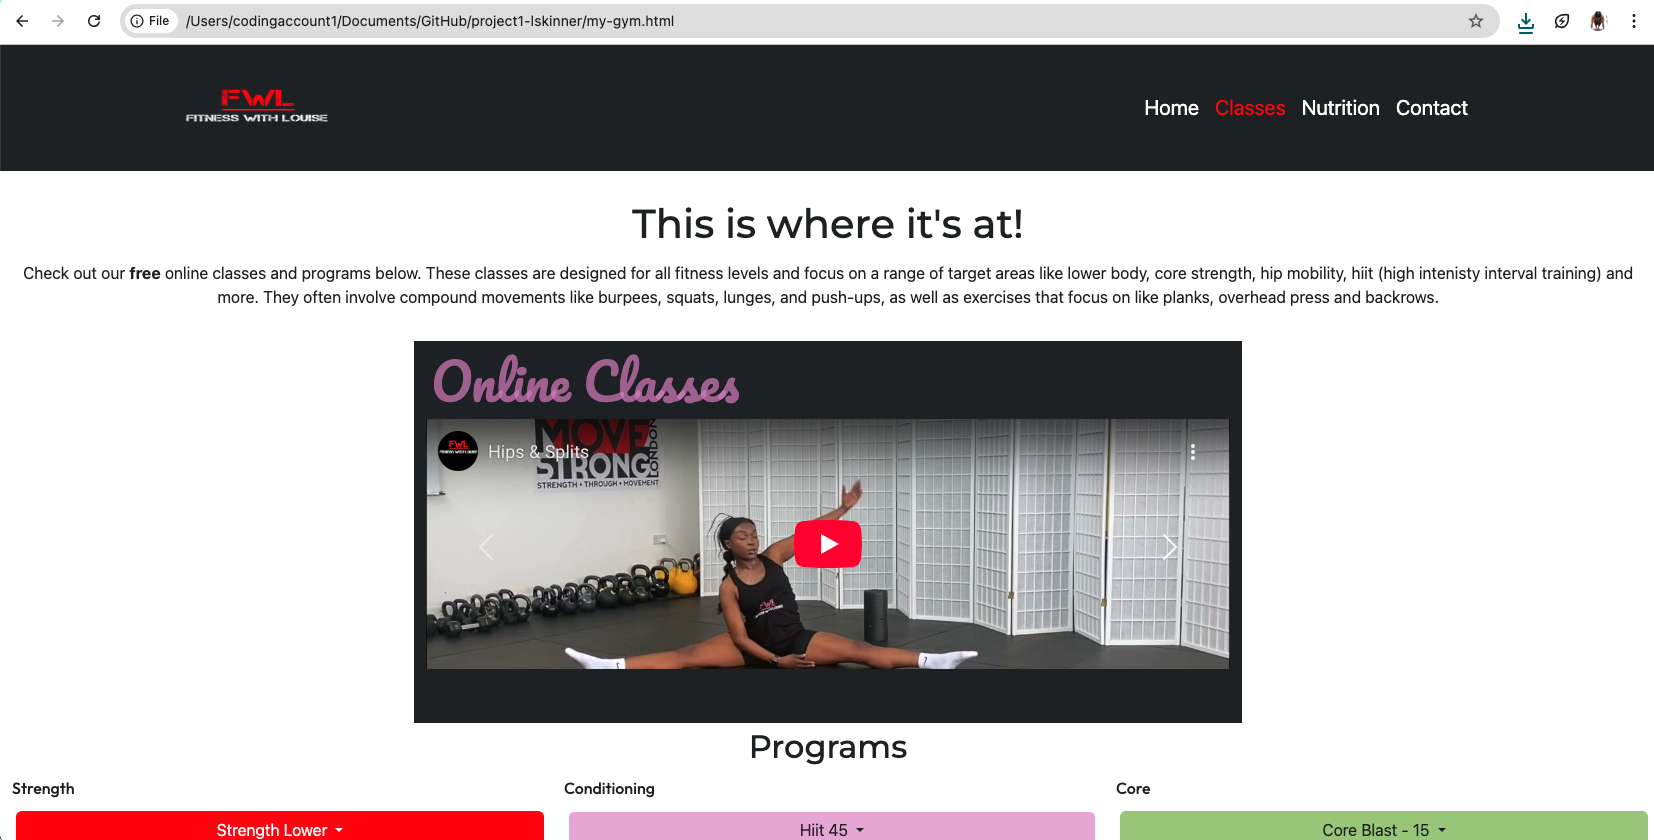 File /Users/codingaccount1/Documents/GitHub/project1-lskinner/my-gym.html
FWL
FITNESS WITH LOUISE
Home Classes Nutrition Contact
This is where it's at!
Check out our free online classes and programs below. These classes are designed for all fitness levels and focus on a range of target areas like lower body, core strength, hip mobility, hiit (high intenisty interval training) and
more. They often involve compound movements like burpees, squats, lunges, and push-ups, as well as exercises that focus on like planks, overhead press and backrows.
Online Classes
FWL
FITNESS WITH LOUISE
Hips & Splits
MOVE
STRONG
LONDON
STRENGTH • THROUGH • MOVEMENT
FWL
Programs
Strength Conditioning Core
Strength Lower Hiit 45 Core Blast - 15